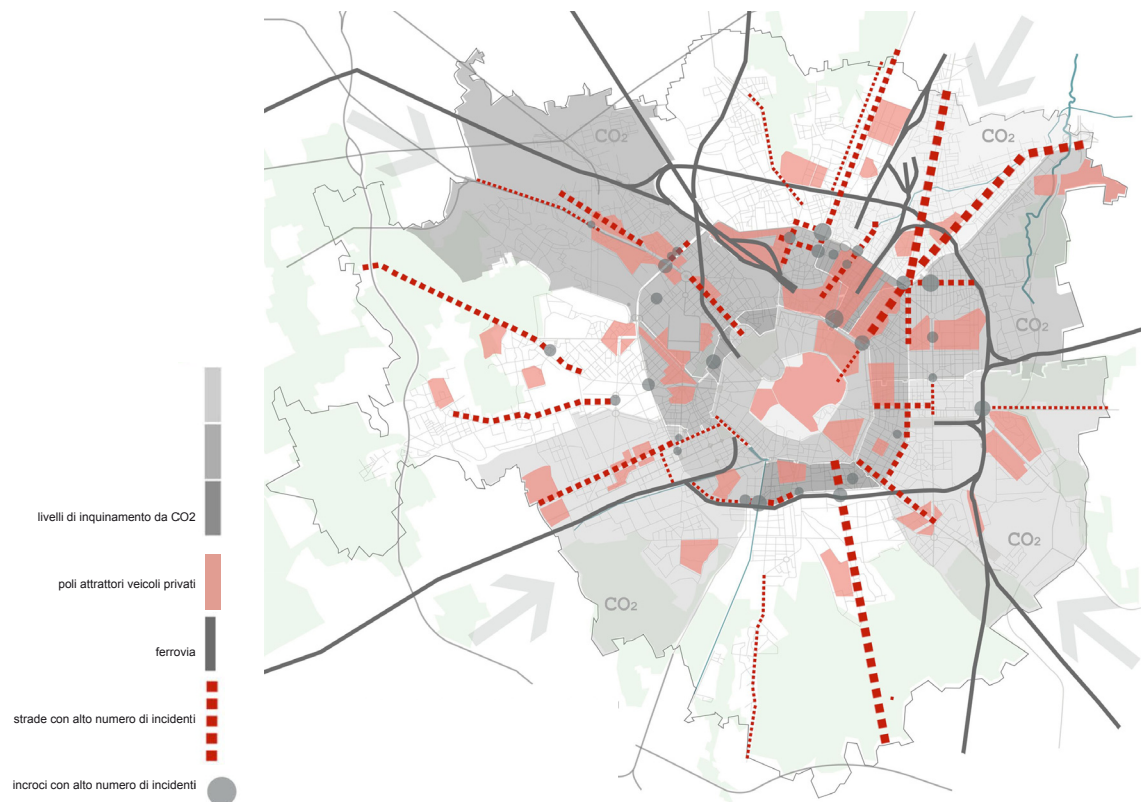 CO₂
CO₂
CO₂
livelli di inquinamento da CO2
CO₂
poli attrattori veicoli privati
CO₂
ferrovia
strade con alto numero di incidenti
incroci con alto numero di incidenti